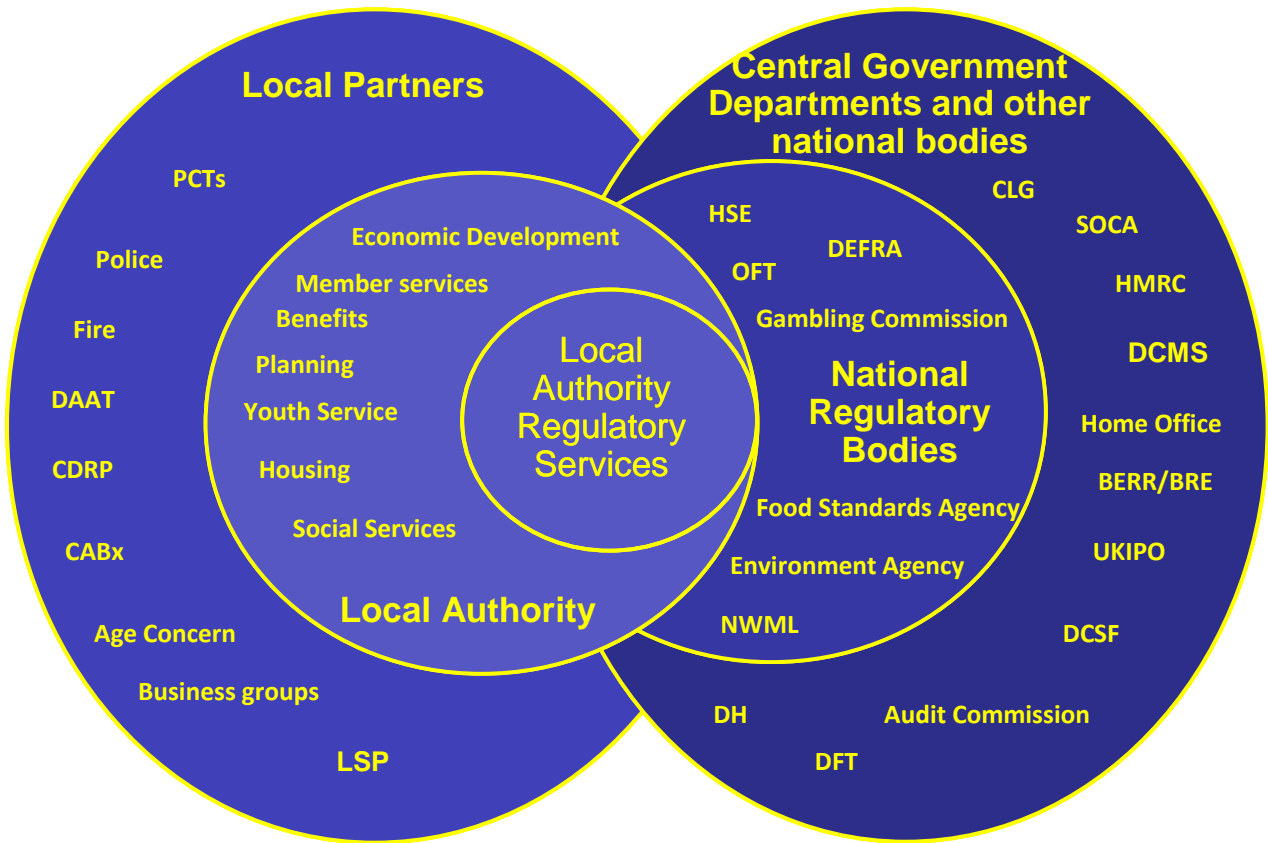 Local Partners
PCTs
Police
Fire
DAAT
CDRP
CABx
Age Concern
Business groups
LSP
Economic Development
Member services
Benefits
Planning
Youth Service
Housing
Social Services
Local Authority
Local
Authority
Regulatory
Services
Central Government
Departments and other
national bodies
HSE
DEFRA
OFT
Gambling Commission
National
Regulatory
Bodies
Food Standards Agency
Environment Agency
NWML
CLG
SOCA
HMRC
DCMS
Home Office
BERR/BRE
UKIPO
DCSF
Audit Commission
DH
DFT